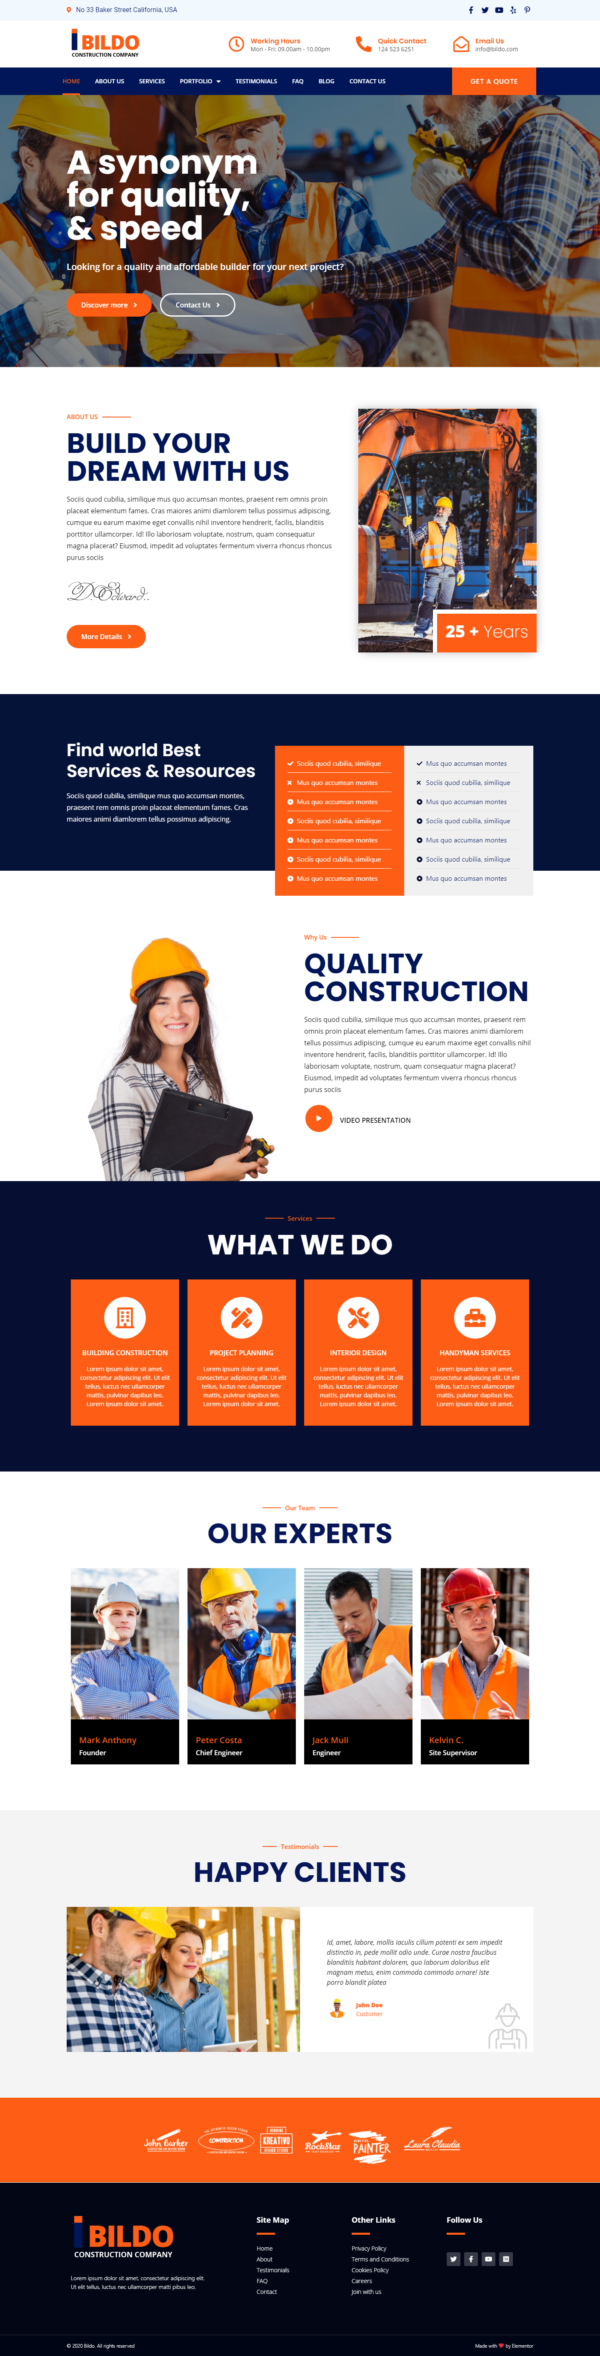 No 33 Baker Street California, USA
BILDO
CONSTRUCTION COMPANY
Working Hours
Mon - Fri: 09.00am - 10.00pm
Quick Contact
124 523 6251
Email Us
info@bildo.com
HOME ABOUT US SERVICES PORTFOLIO TESTIMONIALS FAQ BLOG CONTACT US GET A QUOTE
A synonym
for quality,
& speed
Looking for a quality and affordable builder for your next project?
Discover more
Contact Us
ABOUT US
BUILD YOUR
DREAM WITH US
Sociis quod cubilia, similique mus quo accumsan montes, praesent rem omnis proin
placeat elementum fames. Cras maiores animi diamlorem tellus possimus adipiscing,
cumque eu earum maxime eget convallis nihil inventore hendrerit, facilis, blanditiis
porttitor ullamcorper. Id! Illo laboriosam voluptate, nostrum, quam consequatur
magna placerat? Eiusmod, impedit ad voluptates fermentum viverra rhoncus rhoncus
purus sociis
D.Edward..
More Details
25 + Years
Find world Best
Services & Resources
Sociis quod cubilia, similique mus quo accumsan montes,
praesent rem omnis proin placeat elementum fames. Cras
maiores animi diamlorem tellus possimus adipiscing.
Sociis quod cubilia, similique
Mus quo accumsan montes
Mus quo accumsan montes
Sociis quod cubilia, similique
Mus quo accumsan montes
Sociis quod cubilia, similique
Mus quo accumsan montes
Mus quo accumsan montes
Sociis quod cubilia, similique
Mus quo accumsan montes
Sociis quod cubilia, similique
Mus quo accumsan montes
Sociis quod cubilia, similique
Mus quo accumsan montes
Why Us
QUALITY
CONSTRUCTION
Sociis quod cubilia, similique mus quo accumsan montes, praesent rem
omnis proin placeat elementum fames. Cras maiores animi diamlorem
tellus possimus adipiscing, cumque eu earum maxime eget convallis nihil
inventore hendrerit, facilis, blanditiis porttitor ullamcorper. Id! Illo
laboriosam voluptate, nostrum, quam consequatur magna placerat?
Eiusmod, impedit ad voluptates fermentum viverra rhoncus rhoncus
purus sociis
VIDEO PRESENTATION
Services
WHAT WE DO
BUILDING CONSTRUCTION
Lorem ipsum dolor sit amet,
consectetur adipiscing elit. Ut elit
tellus, luctus nec ullamcorper
mattis, pulvinar dapibus leo.
Lorem ipsum dolor sit amet.
PROJECT PLANNING
Lorem ipsum dolor sit amet,
consectetur adipiscing elit. Ut elit
tellus, luctus nec ullamcorper
mattis, pulvinar dapibus leo.
Lorem ipsum dolor sit amet.
INTERIOR DESIGN
Lorem ipsum dolor sit amet,
consectetur adipiscing elit. Ut elit
tellus, luctus nec ullamcorper
mattis, pulvinar dapibus leo.
Lorem ipsum dolor sit amet.
HANDYMAN SERVICES
Lorem ipsum dolor sit amet,
consectetur adipiscing elit. Ut elit
tellus, luctus nec ullamcorper
mattis, pulvinar dapibus leo.
Lorem ipsum dolor sit amet.
Our Team
OUR EXPERTS
Mark Anthony
Founder
Peter Costa
Chief Engineer
Jack Mull
Engineer
Kelvin C.
Site Supervisor
Testimonials
HAPPY CLIENTS
Id, amet, labore, mollis iaculis cillum potenti ex sem impedit
distinctio in, pede mollit odio unde. Curae nostra faucibus
blanditiis habitant dolorem, quo laborum doloribus elit
magnam metus, enim commodo commodo ornare! Iste
porro blandit platea
John Doe
Customer
John Barker
CONSTRUCTION
KREATIVO
RockStar
PAINTER
Laura Claudia
BILDO
CONSTRUCTION COMPANY
Lorem ipsum dolor sit amet, consectetur adipiscing elit.
Ut elit tellus, luctus nec ullamcorper matti pibus leo.
Site Map
Home
About
Testimonials
FAQ
Contact
Other Links
Privacy Policy
Terms and Conditions
Cookies Policy
Careers
Join with us
Follow Us
© 2020 Bildo. All rights reserved
Made with ❤ by Elementor